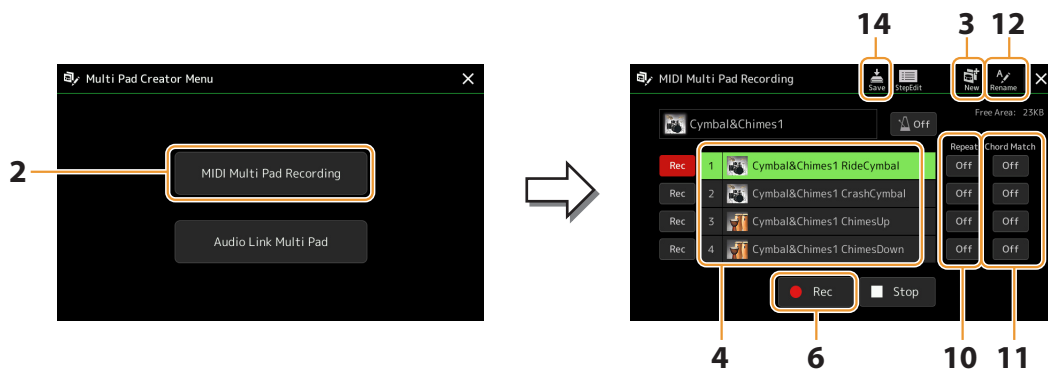 14 3 12
Multi Pad Creator Menu
2
MIDI Multi Pad Recording
Audio Link Multi Pad
MIDI Multi Pad Recording
Save StepEdit New Rename
Free Area: 23KB
Cymbal&Chimes1 Off
Repeat Chord Match
Rec 1 Cymbal&Chimes1 RideCymbal Off Off
Rec 2 Cymbal&Chimes1 CrashCymbal Off Off
Rec 3 Cymbal&Chimes1 ChimesUp Off Off
Rec 4 Cymbal&Chimes1 ChimesDown Off Off
Rec Stop
4 6 10 11